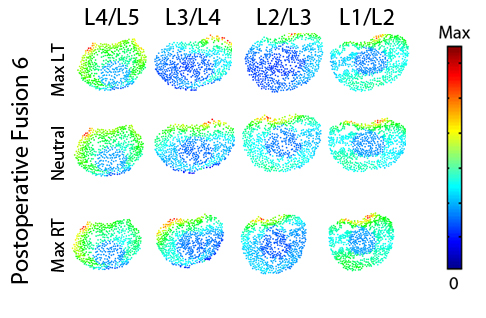 L4/L5 L3/L4 L2/L3 L1/L2
Max
Postoperative Fusion 6
Max LT
Neutral
Max RT
0